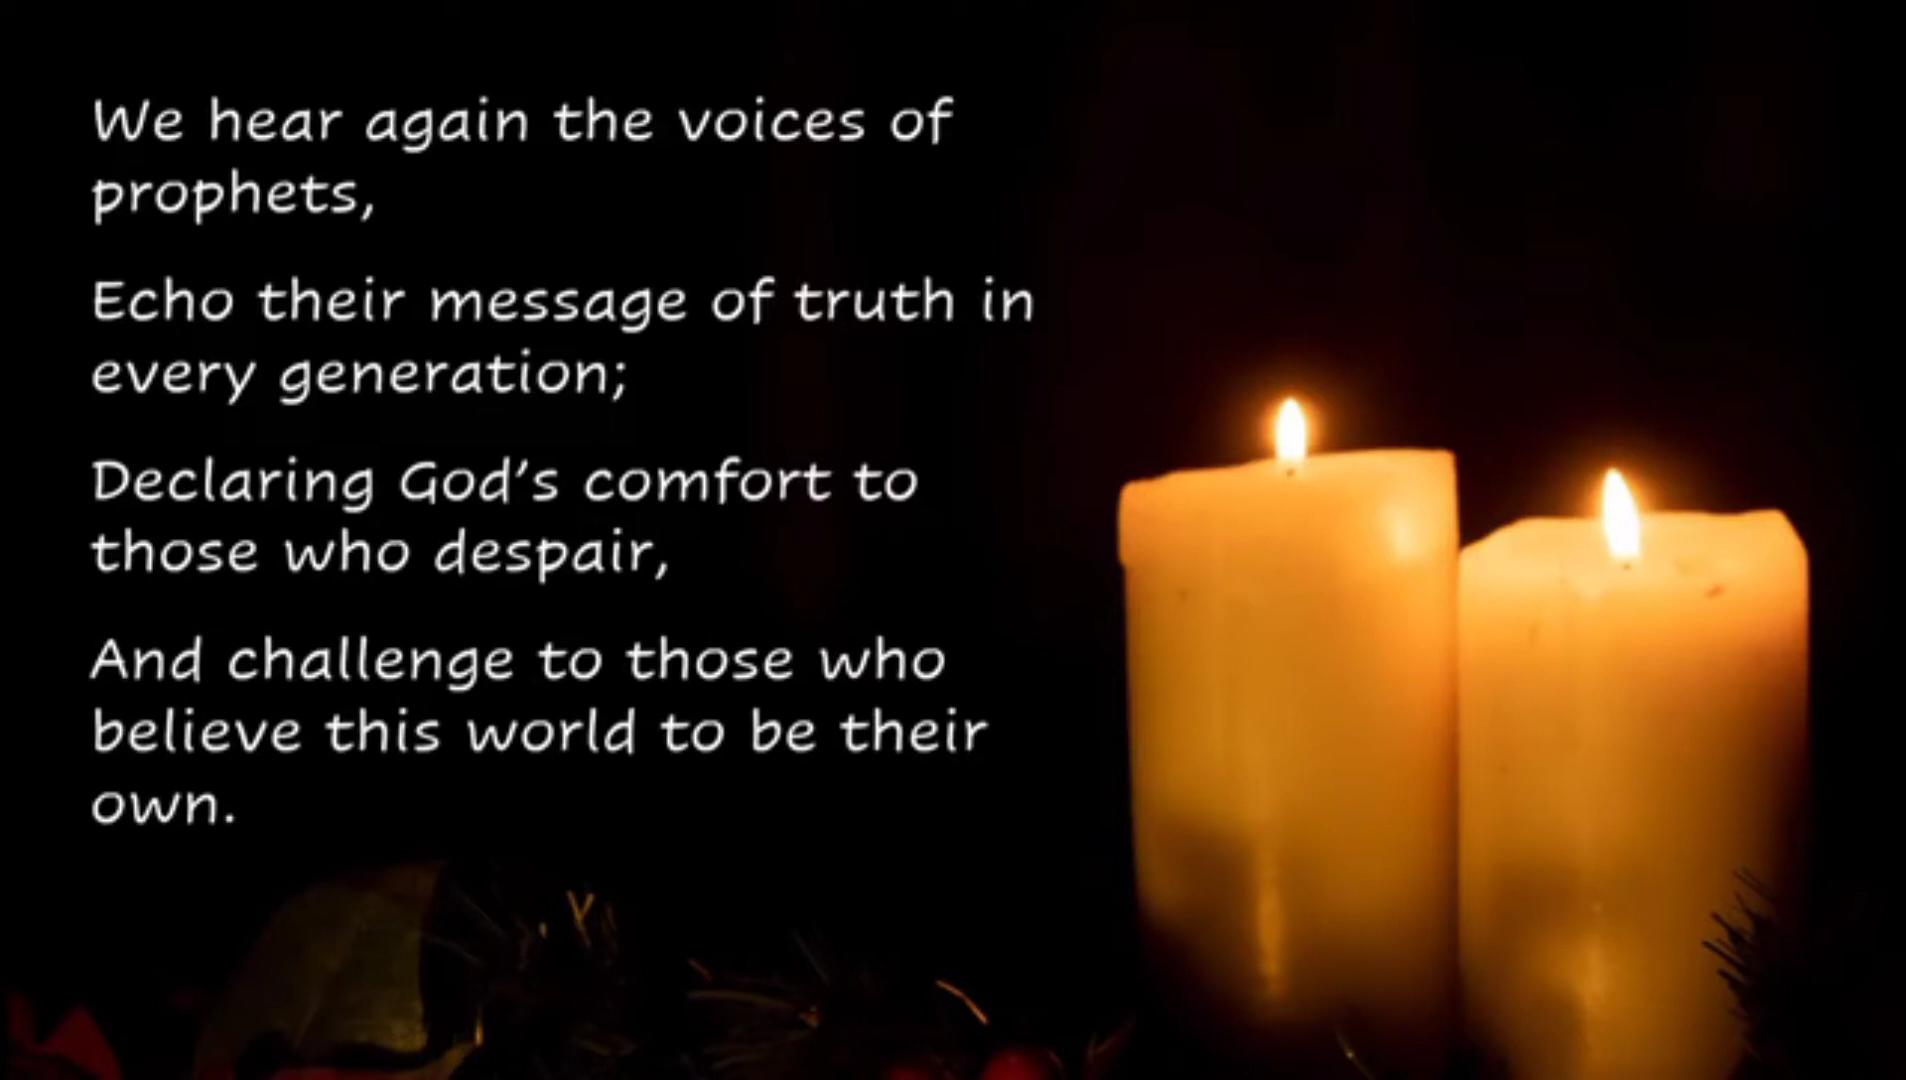 We hear again the voices of
prophets,
Echo their message of truth in
every generation;
Declaring God's comfort to
those who despair,
And challenge to those who
believe this world to be their
own.